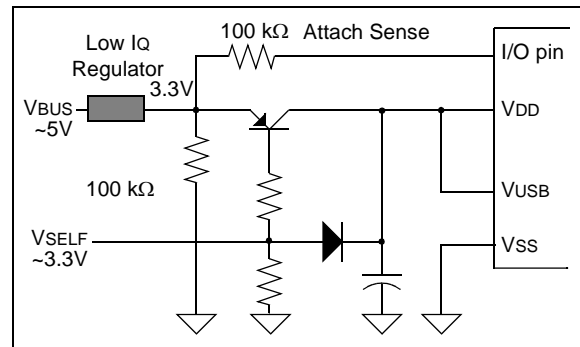 100 kΩ Attach Sense
I/O pin
Low IQ
Regulator
3.3V
VBUS
~5V
VDD
100 kΩ
VUSB
VSELF
~3.3V
VSS